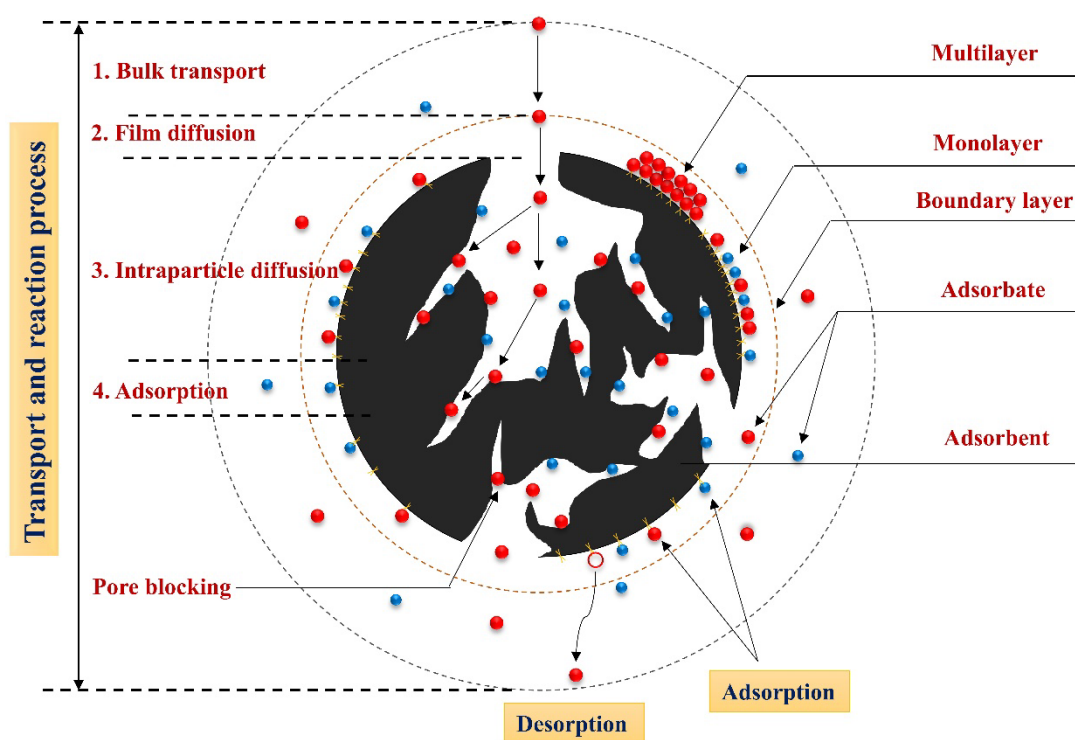 Transport and reaction process
1. Bulk transport
2. Film diffusion
3. Intraparticle diffusion
4. Adsorption
Pore blocking
Multilayer
Monolayer
Boundary layer
Adsorbate
Adsorbent
Adsorption
Desorption